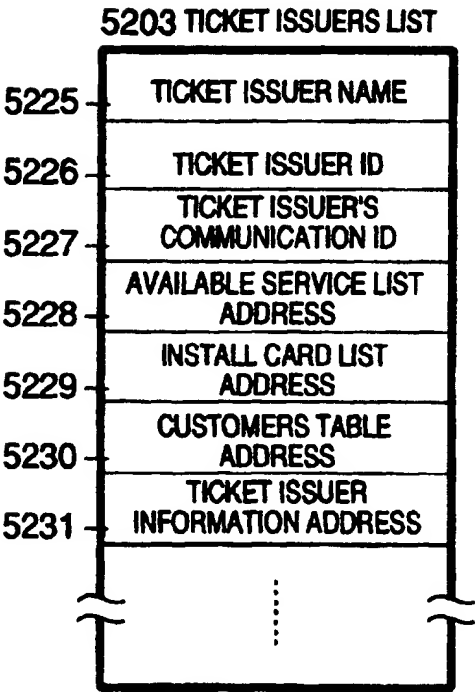 5203 TICKET ISSUERS LIST
5225 TICKET ISSUER NAME
5226 TICKET ISSUER ID
TICKET ISSUER'S
5227 COMMUNICATION ID
AVAILABLE SERVICE LIST
5228 ADDRESS
INSTALL CARD LIST
5229 ADDRESS
CUSTOMERS TABLE
5230 ADDRESS
TICKET ISSUER
5231 INFORMATION ADDRESS